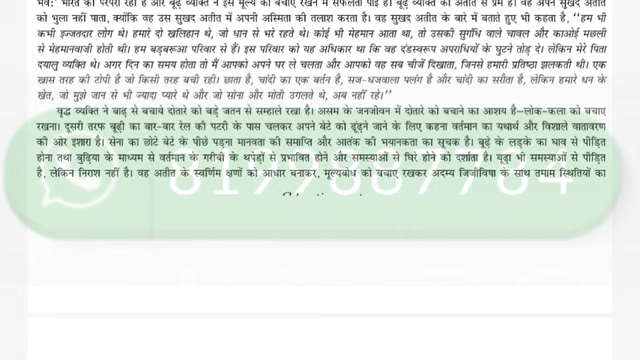 भवः' भारत की परंपरा रही है और बूढ़े व्यक्ति ने इस मूल्य को बचाए रखने में सफलता पाई है। बूढ़े व्यक्ति को अतीत से प्रेम है। वह अपने सुखद अतीत
को भुला नहीं पाता, क्योंकि वह उस सुखद अतीत में अपनी अस्मिता की तलाश करता है। वह सुखद अतीत के बारे में बताते हुए भी कहता है, ''हम भी
कभी इज्जतदार लोग थे। हमारे दो खलिहान थे, जो धान से भरे रहते थे। कोई भी मेहमान आता था, तो उसकी सुगंधि वाले चावल और काओई मछली
से मेहमानवाजी होती थी। हम बड़बरूआ परिवार से हैं। इस परिवार को यह अधिकार था कि वह दंडस्वरूप अपराधियों के घुटने तोड़ दे। लेकिन मेरे पिता
दयालु व्यक्ति थे। अगर दिन का समय होता तो मैं आपको अपने घर ले चलता और आपको वह सब चीजें दिखाता, जिनसे हमारी प्रतिष्ठा झलकती थी। एक
खास तरह की टोपी है जो किसी तरह बची रही। छाता है, चांदी का एक बर्तन है, सज-धजवाला पलंग है और चांदी का सरौता है, लेकिन हमारे धन के
खेत, जो मुझे जान से भी ज्यादा प्यारे थे और जो सोना और मोती उगलते थे, अब नहीं रहे।''
वृद्ध व्यक्ति ने बाढ़ से बचाये दोतारे को बड़े जतन से सम्हाले रखा है। असम के जनजीवन में दोतारे को बचाने का आशय है–लोक-कला को बचाए
रखना। दूसरी तरफ बूढ़ी का बार-बार रेल की पटरी के पास चलकर अपने बेटे को ढूंढ़ने जाने के लिए कहना वर्तमान का यथार्थ और विशाले वातावरण
की ओर इशारा है। सेना का छोटे बेटे के पीछे पड़ना मानवता की समाप्ति और आतंक की भयानकता का सूचक है। बूढ़े के लड़के का घाव से पीड़ित
होना तथा बुढ़िया के माध्यम से वर्तमान के गरीबी के थपेड़ों से प्रभावित होने और समस्याओं से घिरे होने को दर्शाता है। बूढ़ा भी समस्याओं से पीड़ित
है, लेकिन निराश नहीं है। वह अतीत के स्वर्णिम क्षणों को आधार बनाकर, मूल्यबोध को बचाए रखकर अदम्य जिजीविषा के साथ तमाम स्थितियों का
8199887784